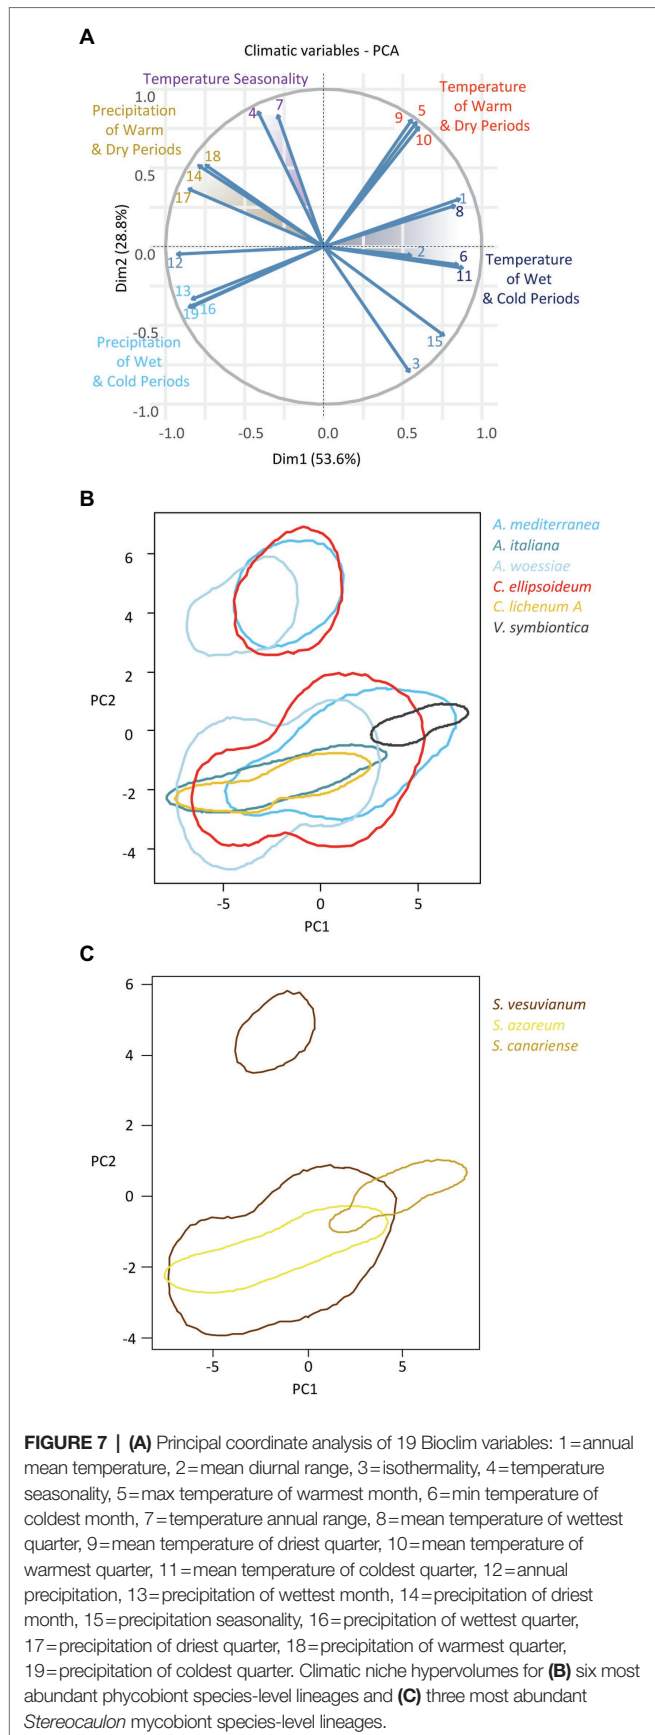 A
Climatic variables - PCA
Temperature Seasonality
Precipitation
of Warm
& Dry Periods
Temperature
of Warm
& Dry Periods
Temperature
of Wet
& Cold Periods
Precipitation
of Wet
& Cold Periods
1.0
0.5
0.0
-0.5
-1.0
Dim2 (28.8%)
4
7
9
5
10
18
14
17
1
8
2
6
11
12
13
19
16
15
3
-1.0 -0.5 0.0 0.5 1.0
Dim1 (53.6%)
B
A. mediterranea
A. italiana
A. woessiae
C. ellipsoideum
C. lichenum A
V. symbiontica
6
4
2
0
-2
-4
PC2
-5 0 5
PC1
C
S. vesuvianum
S. azoreum
S. canariense
6
4
2
0
-2
-4
PC2
-5 0 5
PC1
FIGURE 7 | (A) Principal coordinate analysis of 19 Bioclim variables: 1=annual
mean temperature, 2=mean diurnal range, 3=isothermality, 4=temperature
seasonality, 5=max temperature of warmest month, 6=min temperature of
coldest month, 7=temperature annual range, 8=mean temperature of wettest
quarter, 9=mean temperature of driest quarter, 10=mean temperature of
warmest quarter, 11=mean temperature of coldest quarter, 12=annual
precipitation, 13=precipitation of wettest month, 14=precipitation of driest
month, 15=precipitation seasonality, 16=precipitation of wettest quarter,
17=precipitation of driest quarter, 18=precipitation of warmest quarter,
19=precipitation of coldest quarter. Climatic niche hypervolumes for (B) six most
abundant phycobiont species-level lineages and (C) three most abundant
Stereocaulon mycobiont species-level lineages.